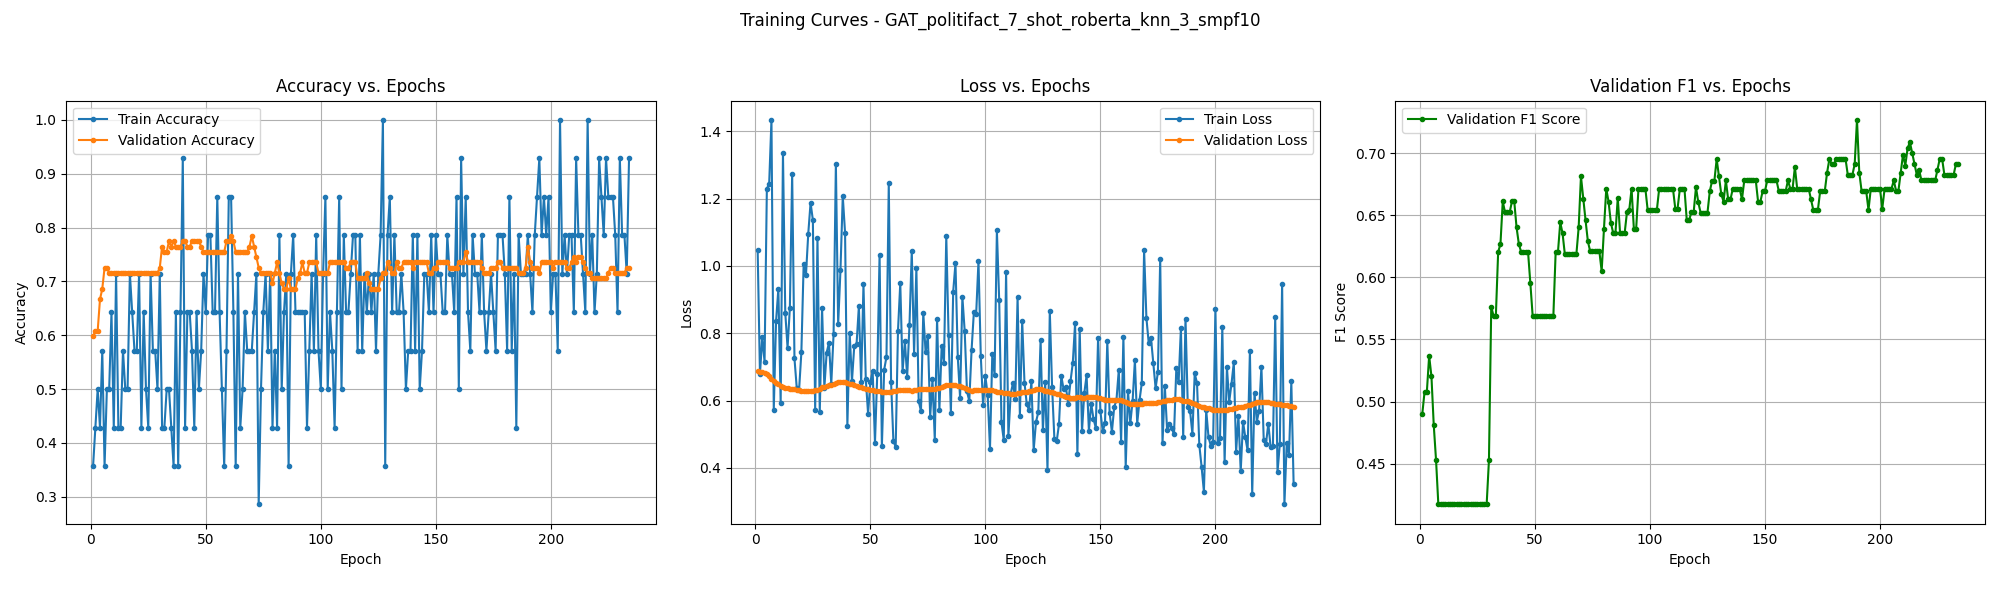 Training Curves - GAT_politifact_7_shot_roberta_knn_3_smpf10
Accuracy vs. Epochs
Train Accuracy
Validation Accuracy
1.0
0.9
0.8
0.7
0.6
0.5
0.4
0.3
Accuracy
0
50
100
150
200
Epoch
Loss vs. Epochs
Train Loss
Validation Loss
1.4
1.2
1.0
0.8
0.6
0.4
Loss
0
50
100
150
200
Epoch
Validation F1 vs. Epochs
Validation F1 Score
0.70
0.65
0.60
0.55
0.50
0.45
F1 Score
0
50
100
150
200
Epoch